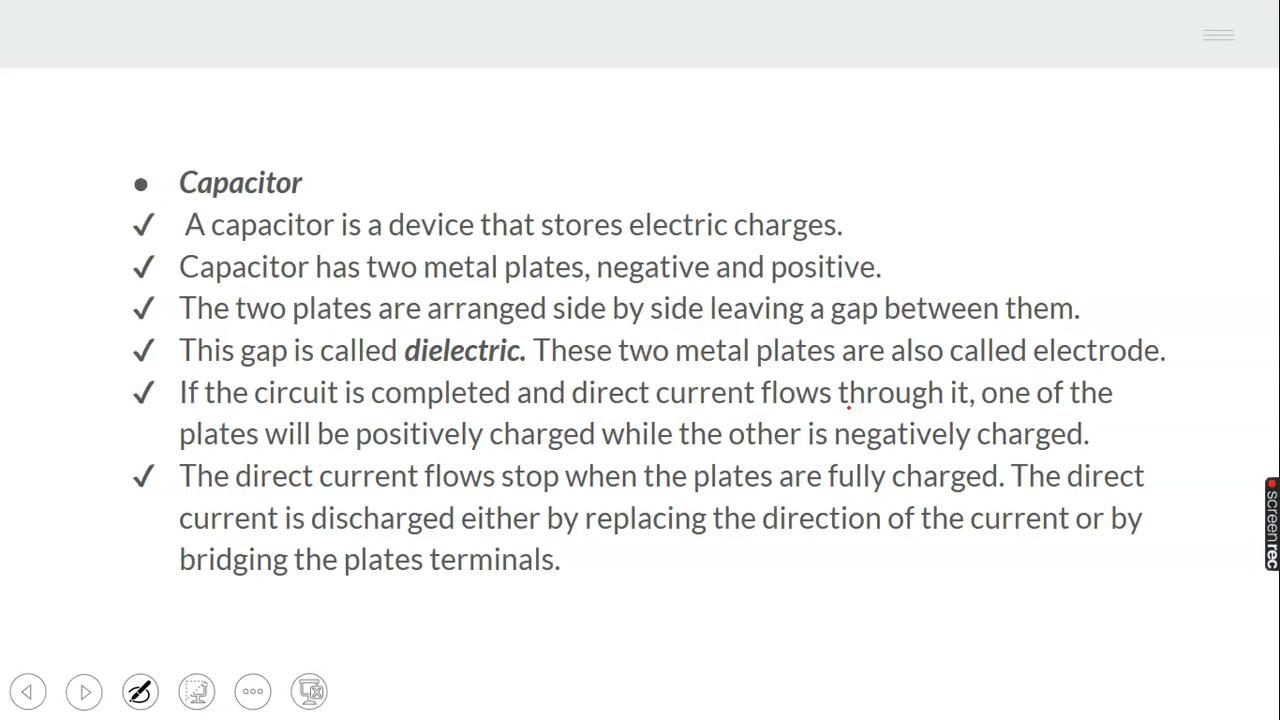 Capacitor
A capacitor is a device that stores electric charges.
Capacitor has two metal plates, negative and positive.
The two plates are arranged side by side leaving a gap between them.
This gap is called dielectric. These two metal plates are also called electrode.
If the circuit is completed and direct current flows through it, one of the
plates will be positively charged while the other is negatively charged.
The direct current flows stop when the plates are fully charged. The direct
current is discharged either by replacing the direction of the current or by
bridging the plates terminals.
screenrec